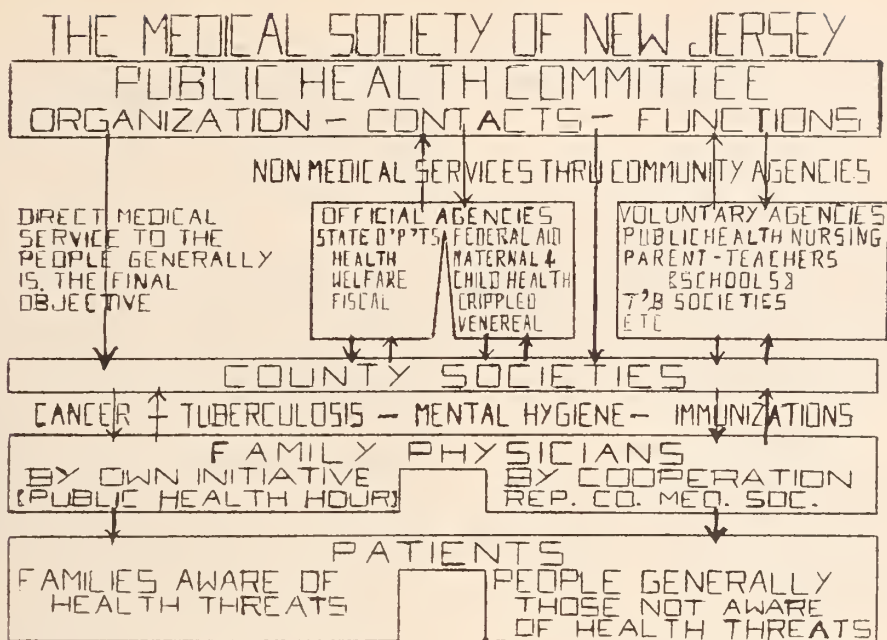 THE MEDICAL SOCIETY OF NEW JERSEY
PUBLIC HEALTH COMMITTEE
ORGANIZATION - CONTACTS - FUNCTIONS
NON MEDICAL SERVICES THRU COMMUNITY AGENCIES
DIRECT MEDICAL
SERVICE TO THE
PEOPLE GENERALLY
IS, THE FINAL
OBJECTIVE
OFFICIAL AGENCIES
STATE D'P'TS
HEALTH
WELFARE
FISCAL
FEDERAL AID
MATERNAL &
CHILD HEALTH
CRIPPLED
VENEREAL
VOLUNTARY AGENCIES
PUBLIC HEALTH NURSING
PARENT-TEACHERS
[SCHOOLS]
T'B SOCIETIES
ETC
COUNTY SOCIETIES
CANCER - TUBERCULOSIS - MENTAL HYGIENE - IMMUNIZATIONS
FAMILY PHYSICIANS
BY OWN INITIATIVE
[PUBLIC HEALTH HOUR]
BY COOPERATION
REP. CO. MED. SOC.
PATIENTS
FAMILIES AWARE OF
HEALTH THREATS
PEOPLE GENERALLY
THOSE NOT AWARE
OF HEALTH THREATS